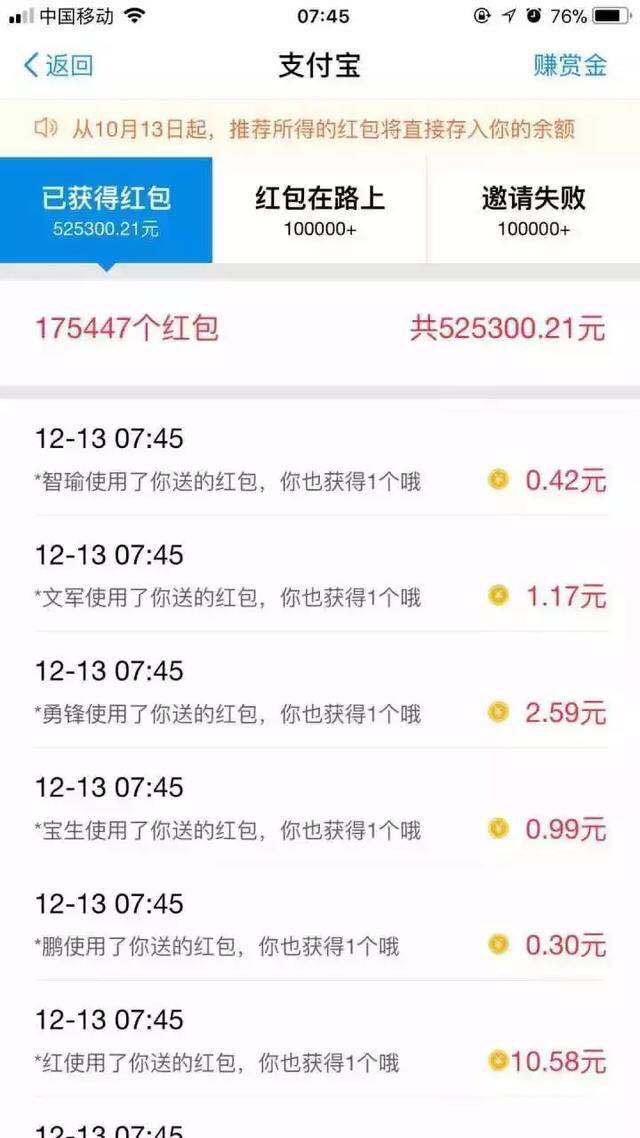 中国移动 07:45 76%
返回 支付宝 赚赏金
从10月13日起，推荐所得的红包将直接存入你的余额
已获得红包 红包在路上 邀请失败
525300.21元 100000+ 100000+
175447个红包 共525300.21元
12-13 07:45
*智瑜使用了你送的红包，你也获得1个哦 0.42元
12-13 07:45
*文军使用了你送的红包，你也获得1个哦 1.17元
12-13 07:45
*勇锋使用了你送的红包，你也获得1个哦 2.59元
12-13 07:45
*宝生使用了你送的红包，你也获得1个哦 0.99元
12-13 07:45
*鹏使用了你送的红包，你也获得1个哦 0.30元
12-13 07:45
*红使用了你送的红包，你也获得1个哦 10.58元
12-13 07:45